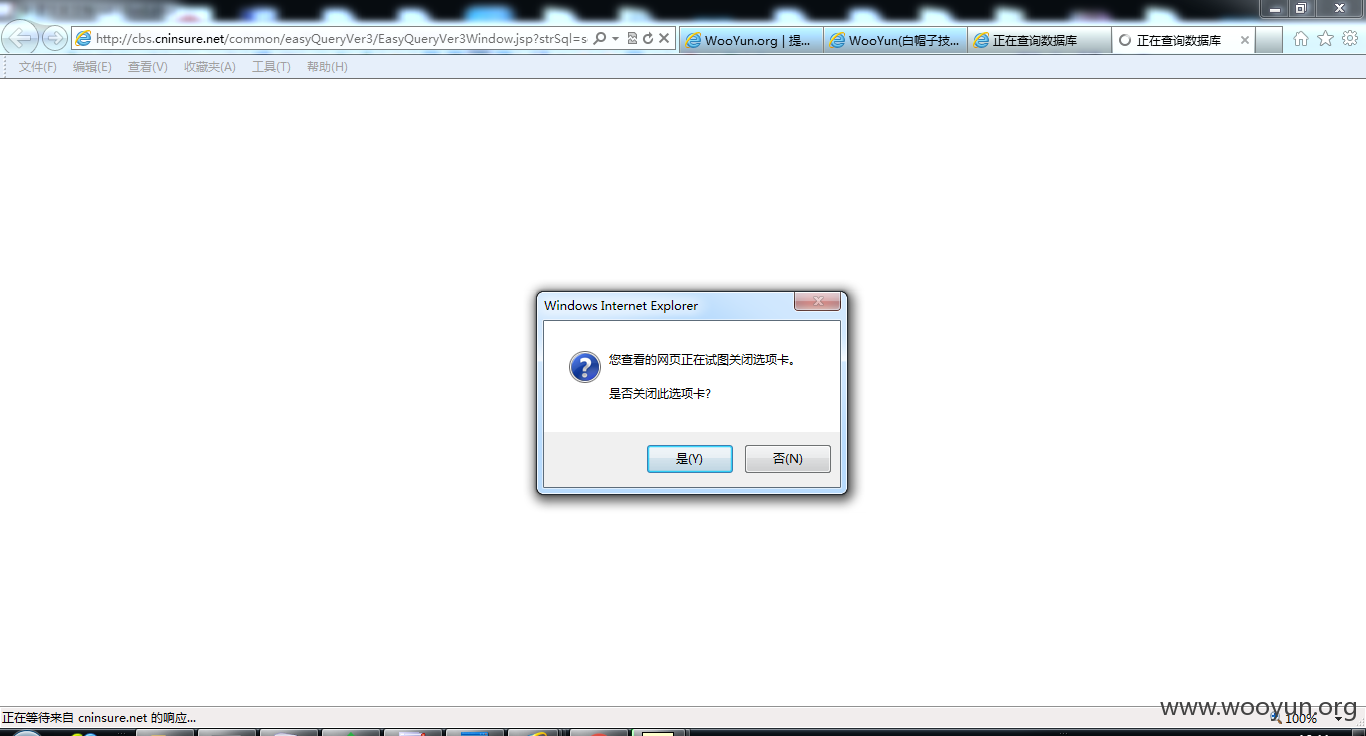 http://cbs.cninsure.net/common/easyQueryVer3/EasyQueryVer3Window.jsp?strSql=s
WooYun.org | 提...
WooYun(白帽子技...
正在查询数据库
正在查询数据库
文件(F) 编辑(E) 查看(V) 收藏夹(A) 工具(T) 帮助(H)
Windows Internet Explorer
您查看的网页正在试图关闭选项卡。
是否关闭此选项卡?
是(Y) 否(N)
正在等待来自 cninsure.net 的响应...
www.wooyun.org
100%